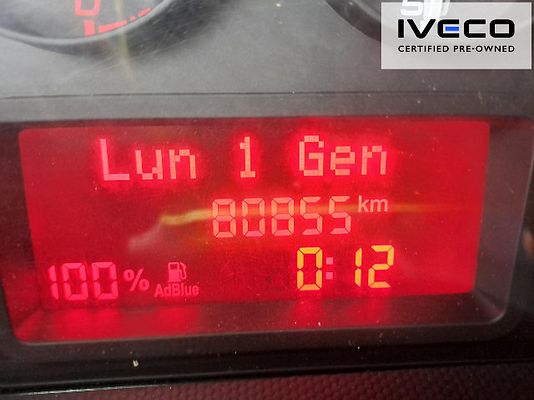 IVECO
CERTIFIED PRE-OWNED
Lun 1 Gen
80855 km
100% AdBlue 0:12